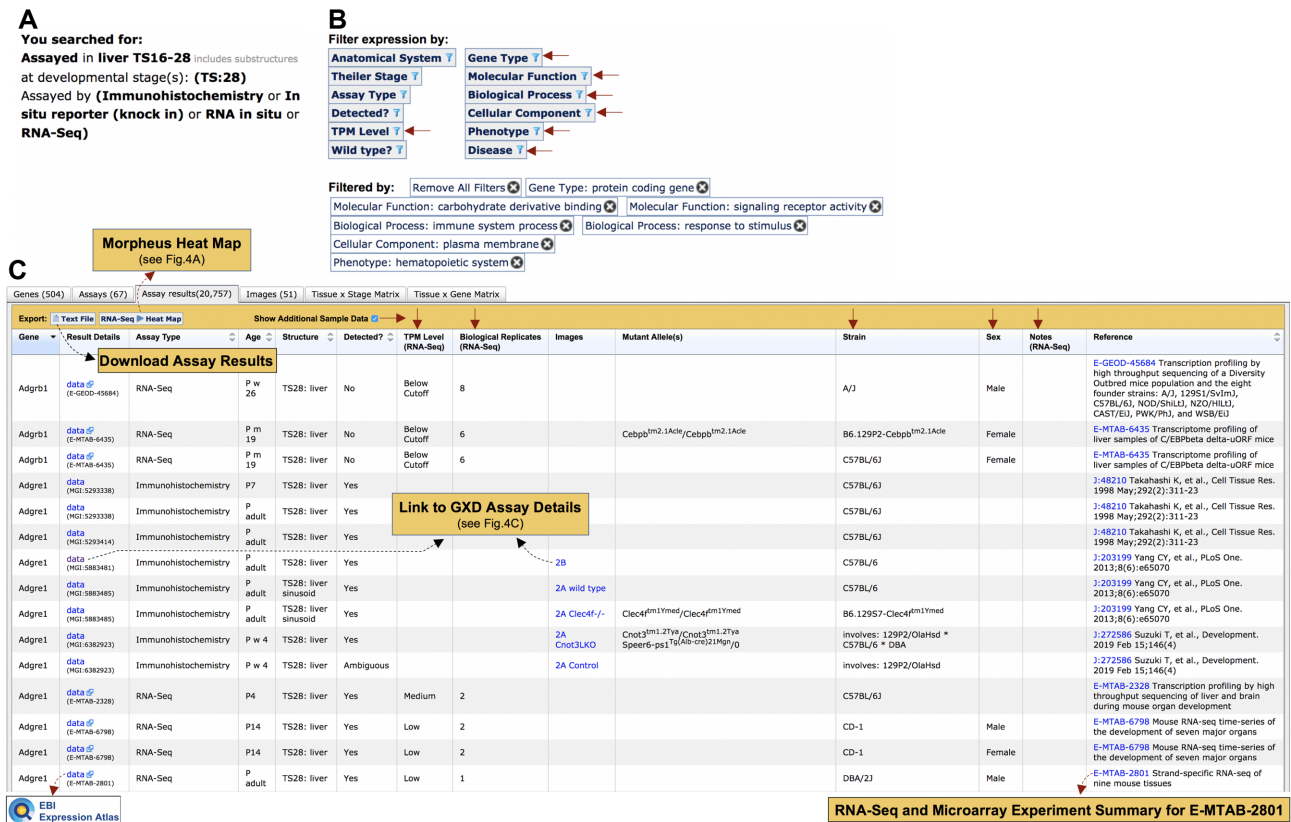 A
You searched for:
Assayed in liver TS16-28 includes substructures
at developmental stage(s): (TS:28)
Assayed by (Immunohistochemistry or In
situ reporter (knock in) or RNA in situ or
RNA-Seq)
B
Filter expression by:
Anatomical System Gene Type
Theiler Stage Molecular Function
Assay Type Biological Process
Detected? Cellular Component
TPM Level Phenotype
Wild type? Disease
Filtered by: Remove All Filters Gene Type: protein coding gene
Molecular Function: carbohydrate derivative binding Molecular Function: signaling receptor activity
Biological Process: immune system process Biological Process: response to stimulus
Cellular Component: plasma membrane
Phenotype: hematopoietic system
Morpheus Heat Map
(see Fig.4A)
C
Genes (504) Assays (67) Assay results(20,757) Images (51) Tissue x Stage Matrix Tissue x Gene Matrix
Export: Text File RNA-Seq Heat Map Show Additional Sample Data
Gene Result Details Assay Type Age Structure Detected? TPM Level (RNA-Seq) Biological Replicates (RNA-Seq) Images Mutant Allele(s) Strain Sex Notes (RNA-Seq) Reference
Download Assay Results
Adgrb1 data (E-GEOD-45684) RNA-Seq P w 26 TS28: liver No Below Cutoff 8 A/J Male E-GEOD-45684 Transcription profiling by high throughput sequencing of a Diversity Outbred mice population and the eight founder strains: A/J, 129S1/SvImJ, C57BL/6J, NOD/ShiLtJ, NZO/HlLtJ, CAST/EiJ, PWK/PhJ, and WSB/EiJ
Adgrb1 data (E-MTAB-6435) RNA-Seq P m 19 TS28: liver No Below Cutoff 6 Cebpbtm2.1Acle/Cebpbtm2.1Acle B6.129P2-Cebpbtm2.1Acle Female E-MTAB-6435 Transcriptome profiling of liver samples of C/EBPbeta delta-uORF mice
Adgrb1 data (E-MTAB-6435) RNA-Seq P m 19 TS28: liver No Below Cutoff 6 C57BL/6J Female E-MTAB-6435 Transcriptome profiling of liver samples of C/EBPbeta delta-uORF mice
Adgre1 data (MGI:5293338) Immunohistochemistry P7 TS28: liver Yes C57BL/6J J:48210 Takahashi K, et al., Cell Tissue Res. 1998 May;292(2):311-23
Adgre1 data (MGI:5293338) Immunohistochemistry P adult TS28: liver Yes C57BL/6J J:48210 Takahashi K, et al., Cell Tissue Res. 1998 May;292(2):311-23
Link to GXD Assay Details
(see Fig.4C)
Adgre1 data (MGI:5293414) Immunohistochemistry P adult TS28: liver Yes C57BL/6J J:48210 Takahashi K, et al., Cell Tissue Res. 1998 May;292(2):311-23
Adgre1 data (MGI:5883481) Immunohistochemistry P adult TS28: liver Yes 2B C57BL/6 J:203199 Yang CY, et al., PLoS One. 2013;8(6):e65070
Adgre1 data (MGI:5883485) Immunohistochemistry P adult TS28: liver sinusoid Yes 2A wild type C57BL/6 J:203199 Yang CY, et al., PLoS One. 2013;8(6):e65070
Adgre1 data (MGI:5883485) Immunohistochemistry P adult TS28: liver sinusoid Yes 2A Clec4f-/- Clec4ftm1Ymed/Clec4ftm1Ymed B6.129S7-Clec4ftm1Ymed J:203199 Yang CY, et al., PLoS One. 2013;8(6):e65070
Adgre1 data (MGI:6382923) Immunohistochemistry P w 4 TS28: liver Yes 2A Cnot3LKO Cnot3tm1.2Tya/Cnot3tm1.2Tya Speer6-ps1Tg(Alb-cre)21Mgn/0 involves: 129P2/OlaHsd * C57BL/6 * DBA J:272586 Suzuki T, et al., Development. 2019 Feb 15;146(4)
Adgre1 data (MGI:6382923) Immunohistochemistry P w 4 TS28: liver Ambiguous 2A Control involves: 129P2/OlaHsd J:272586 Suzuki T, et al., Development. 2019 Feb 15;146(4)
Adgre1 data (E-MTAB-2328) RNA-Seq P4 TS28: liver Yes Medium 2 C57BL/6J E-MTAB-2328 Transcription profiling by high throughput sequencing of liver and brain during mouse organ development
Adgre1 data (E-MTAB-6798) RNA-Seq P14 TS28: liver Yes Low 2 CD-1 Male E-MTAB-6798 Mouse RNA-seq time-series of the development of seven major organs
Adgre1 data (E-MTAB-6798) RNA-Seq P14 TS28: liver Yes Low 2 CD-1 Female E-MTAB-6798 Mouse RNA-seq time-series of the development of seven major organs
Adgre1 data (E-MTAB-2801) RNA-Seq P adult TS28: liver Yes Low 1 DBA/2J Male E-MTAB-2801 Strand-specific RNA-seq of nine mouse tissues
EBI
Expression Atlas
RNA-Seq and Microarray Experiment Summary for E-MTAB-2801